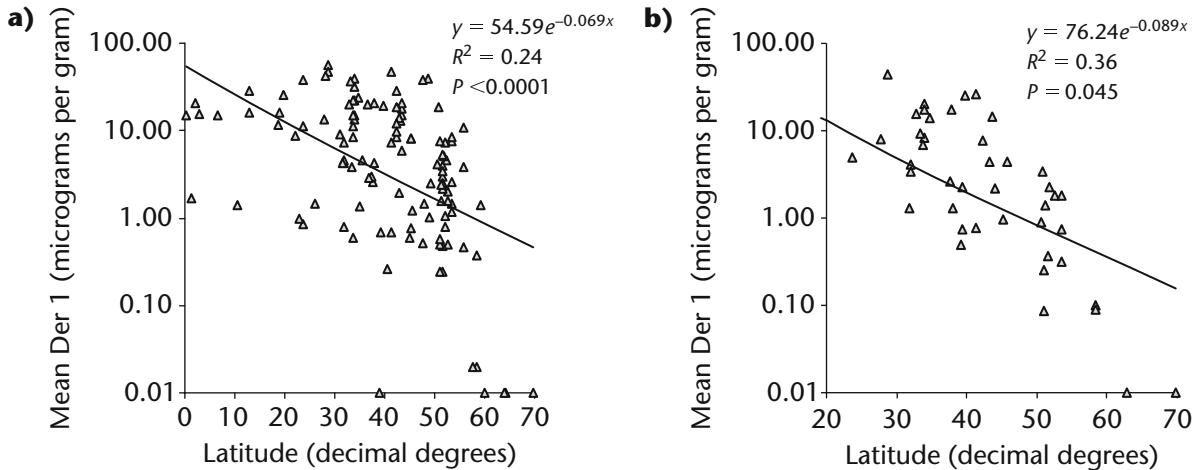 a)
y = 54.59e^−0.069x
R² = 0.24
P <0.0001
Mean Der 1 (micrograms per gram)
100.00
10.00
1.00
0.10
0.01
0 10 20 30 40 50 60 70
Latitude (decimal degrees)
b)
y = 76.24e^−0.089x
R² = 0.36
P = 0.045
Mean Der 1 (micrograms per gram)
100.00
10.00
1.00
0.10
0.01
20 30 40 50 60 70
Latitude (decimal degrees)